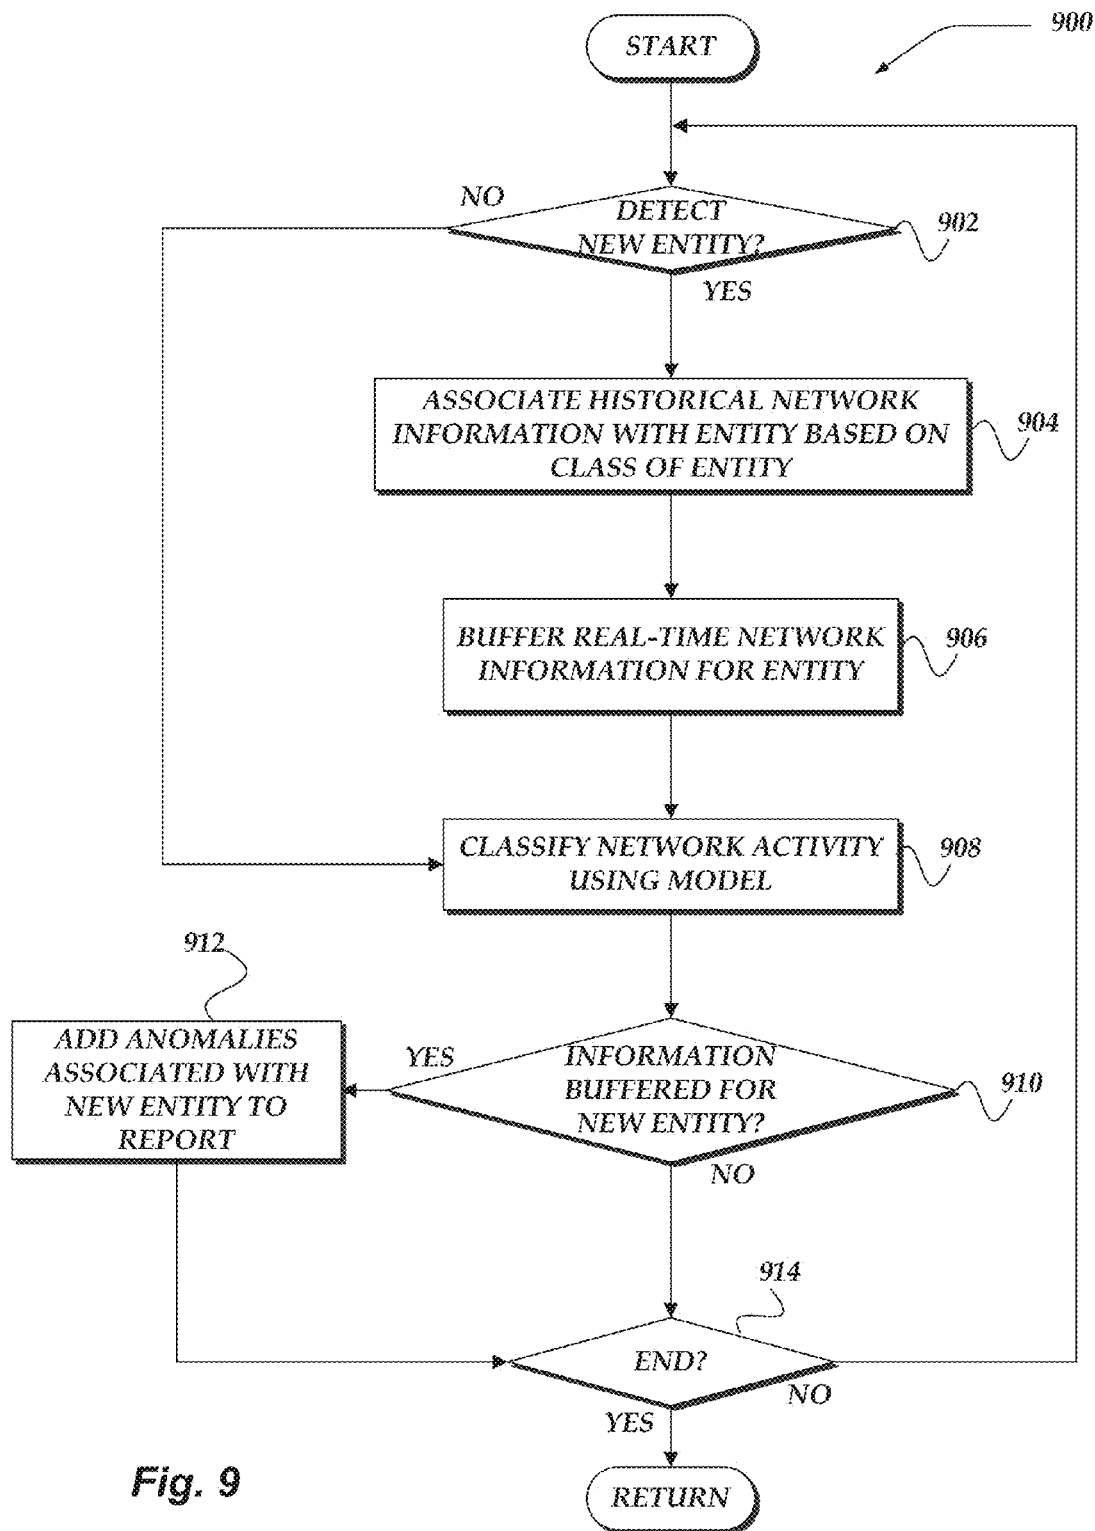 START
900
NO
DETECT
NEW ENTITY?
902
YES
ASSOCIATE HISTORICAL NETWORK
INFORMATION WITH ENTITY BASED ON
CLASS OF ENTITY
904
BUFFER REAL-TIME NETWORK
INFORMATION FOR ENTITY
906
CLASSIFY NETWORK ACTIVITY
USING MODEL
908
912
ADD ANOMALIES
ASSOCIATED WITH
NEW ENTITY TO
REPORT
YES
INFORMATION
BUFFERED FOR
NEW ENTITY?
910
NO
914
END?
NO
YES
RETURN
Fig. 9